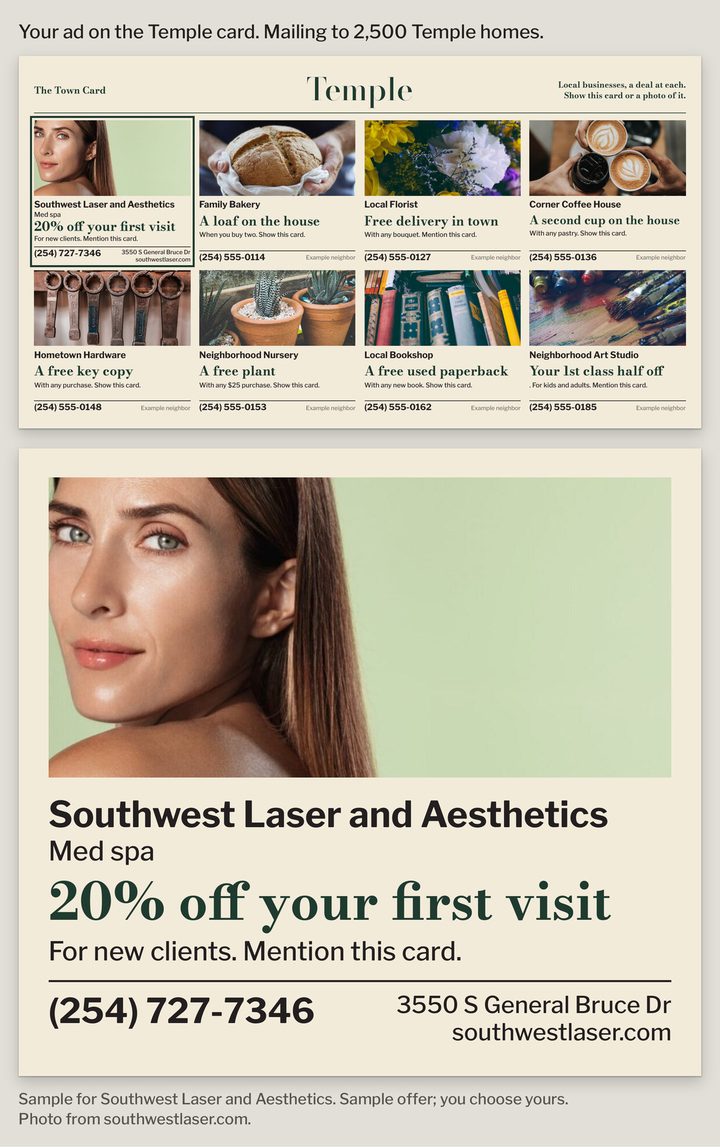 Your ad on the Temple card. Mailing to 2,500 Temple homes.
The Town Card
Temple
Local businesses, a deal at each.
Show this card or a photo of it.
Southwest Laser and Aesthetics
Med spa
20% off your first visit
For new clients. Mention this card.
(254) 727-7346
3550 S General Bruce Dr
southwestlaser.com
Family Bakery
A loaf on the house
When you buy two. Show this card.
(254) 555-0114
Example neighbor
Local Florist
Free delivery in town
With any bouquet. Mention this card.
(254) 555-0127
Example neighbor
Corner Coffee House
A second cup on the house
With any pastry. Show this card.
(254) 555-0136
Example neighbor
Hometown Hardware
A free key copy
With any purchase. Show this card.
(254) 555-0148
Example neighbor
Neighborhood Nursery
A free plant
With any $25 purchase. Show this card.
(254) 555-0153
Example neighbor
Local Bookshop
A free used paperback
With any new book. Show this card.
(254) 555-0162
Example neighbor
Neighborhood Art Studio
Your 1st class half off
. For kids and adults. Mention this card.
(254) 555-0185
Example neighbor
Southwest Laser and Aesthetics
Med spa
20% off your first visit
For new clients. Mention this card.
(254) 727-7346
3550 S General Bruce Dr
southwestlaser.com
Sample for Southwest Laser and Aesthetics. Sample offer; you choose yours.
Photo from southwestlaser.com.